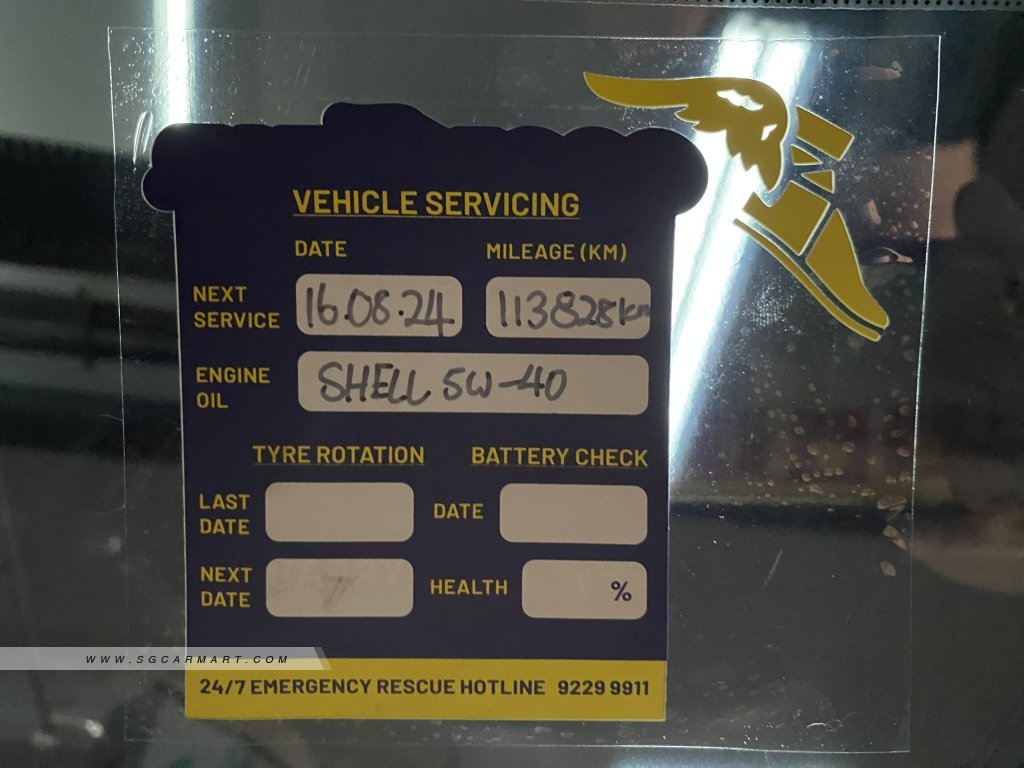 VEHICLE SERVICING
DATE MILEAGE (KM)
NEXT SERVICE 16.08.24 113828km
ENGINE OIL SHELL 5W-40
TYRE ROTATION BATTERY CHECK
LAST DATE DATE
NEXT DATE HEALTH %
WWW.SGCARMART.COM
24/7 EMERGENCY RESCUE HOTLINE 9229 9911